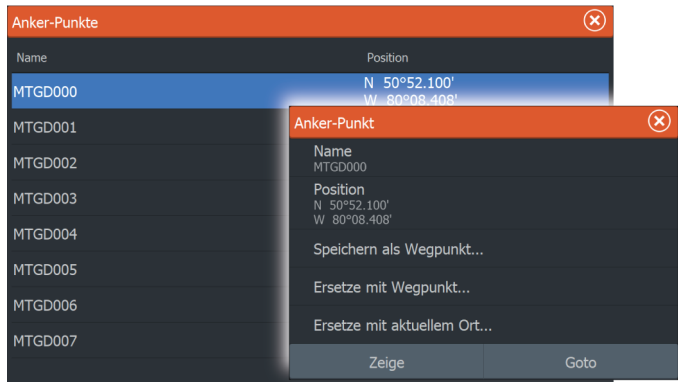 Anker-Punkte
Name Position
MTGD000 N 50°52.100'
W 80°08.408'
MTGD001
MTGD002
MTGD003
MTGD004
MTGD005
MTGD006
MTGD007
Anker-Punkt
Name
MTGD000
Position
N 50°52.100'
W 80°08.408'
Speichern als Wegpunkt...
Ersetze mit Wegpunkt...
Ersetze mit aktuellem Ort...
Zeige Goto